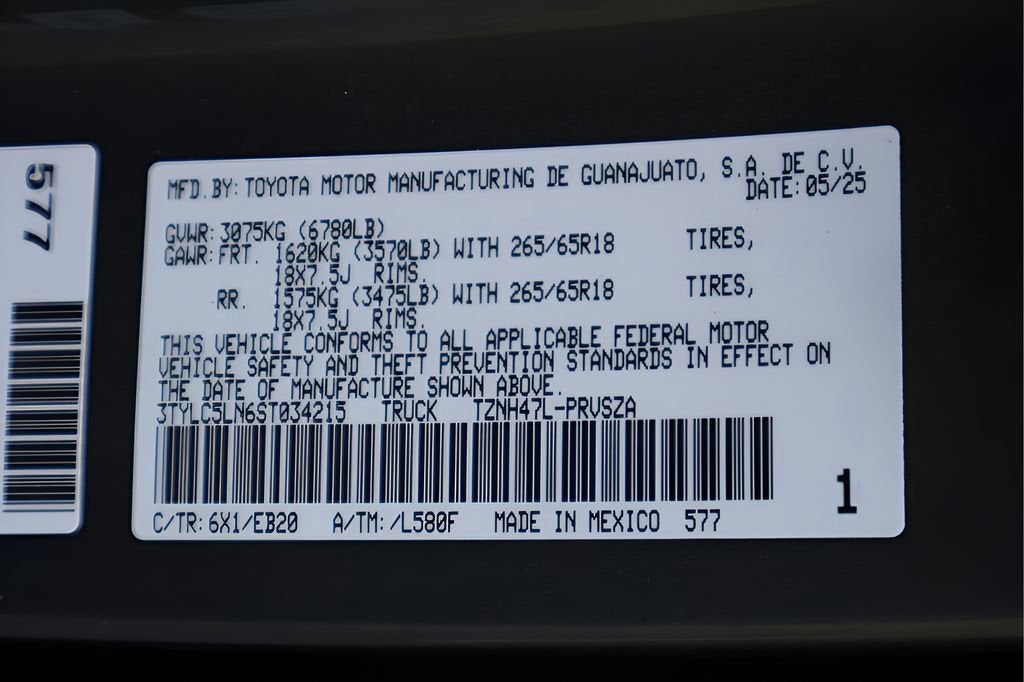 577
MFD.BY: TOYOTA MOTOR MANUFACTURING DE GUANAJUATO, S.A. DE C.V.
DATE: 05/25
GVWR: 3075KG (6780LB)
GAWR: FRT. 1620KG (3570LB) WITH 265/65R18 TIRES,
18X7.5J RIMS.
RR. 1575KG (3475LB) WITH 265/65R18 TIRES,
18X7.5J RIMS.
THIS VEHICLE CONFORMS TO ALL APPLICABLE FEDERAL MOTOR
VEHICLE SAFETY AND THEFT PREVENTION STANDARDS IN EFFECT ON
THE DATE OF MANUFACTURE SHOWN ABOVE.
3TYLC5LN6ST034215 TRUCK TZNH47L-PRVSZA
1
C/TR: 6X1/EB20 A/TM: /L580F MADE IN MEXICO 577